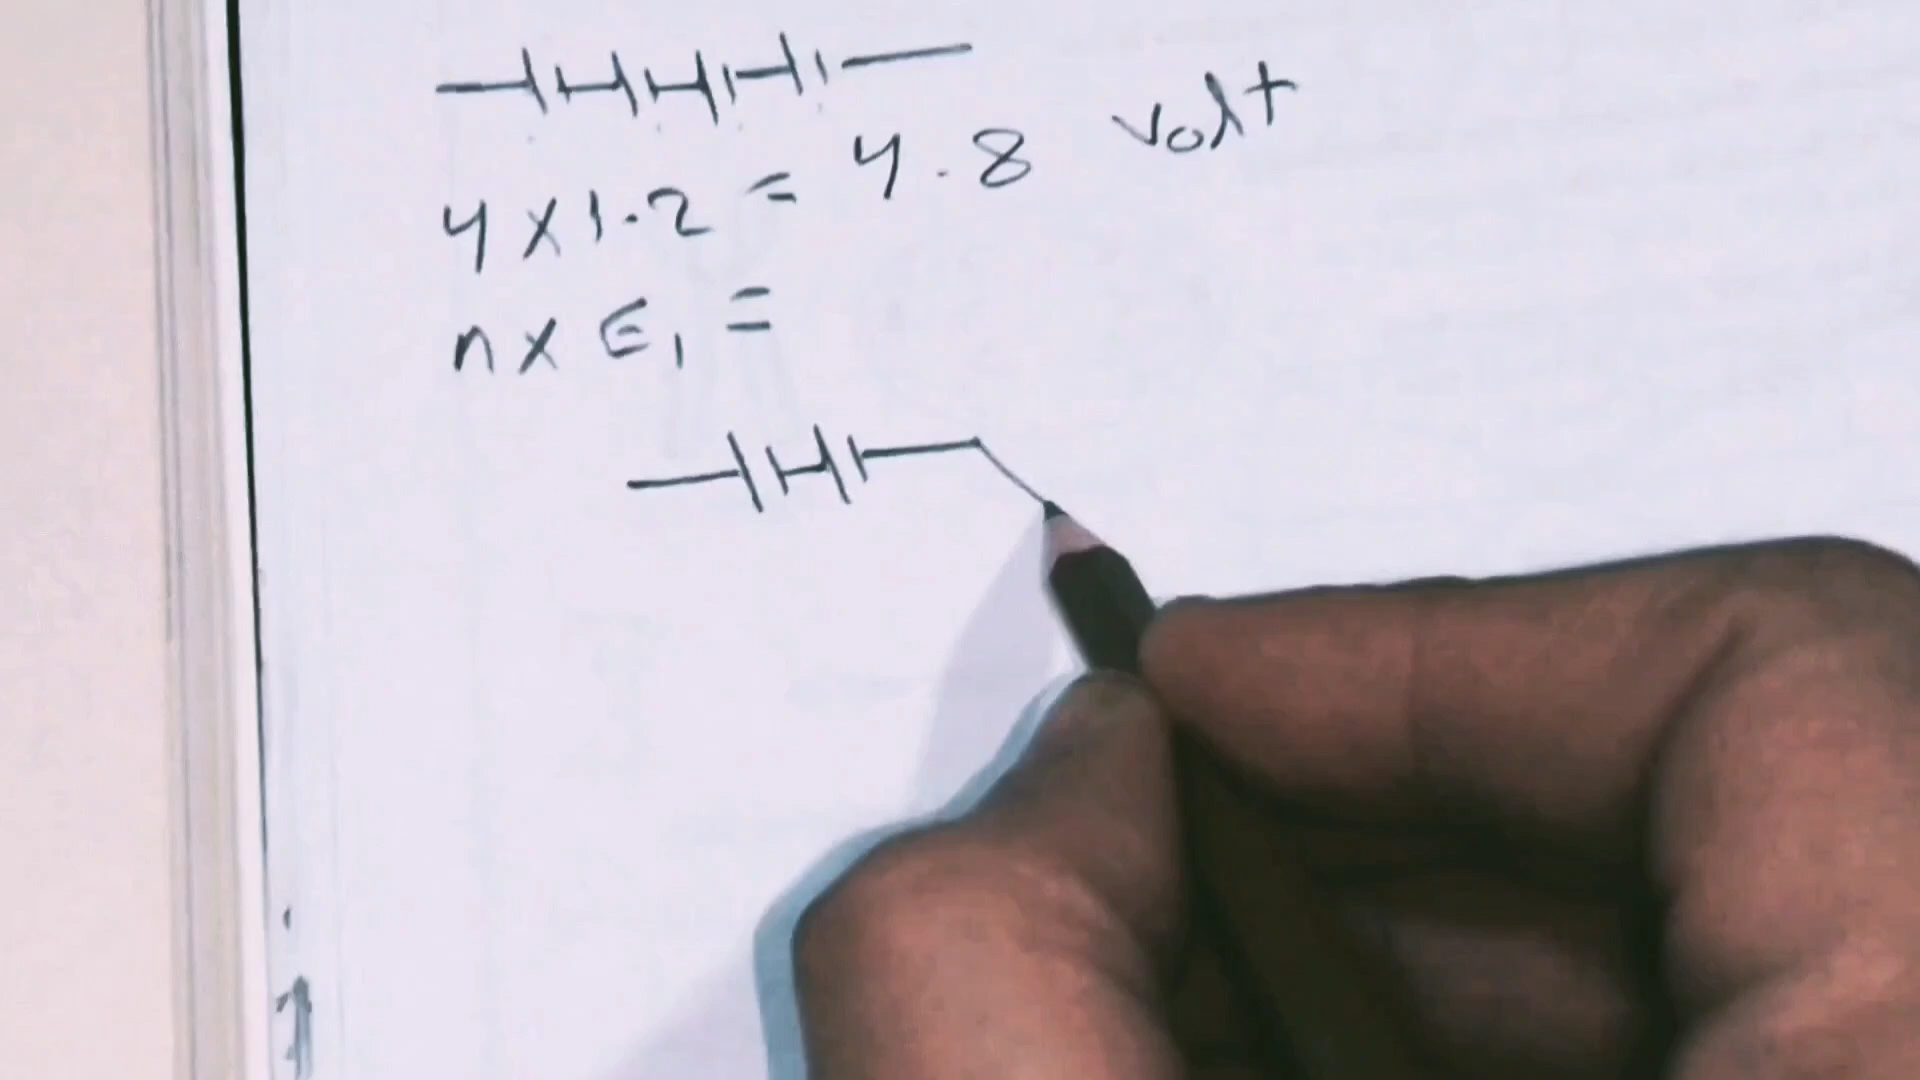 4 x 1.2 = 4.8 volt
n x E₁ =